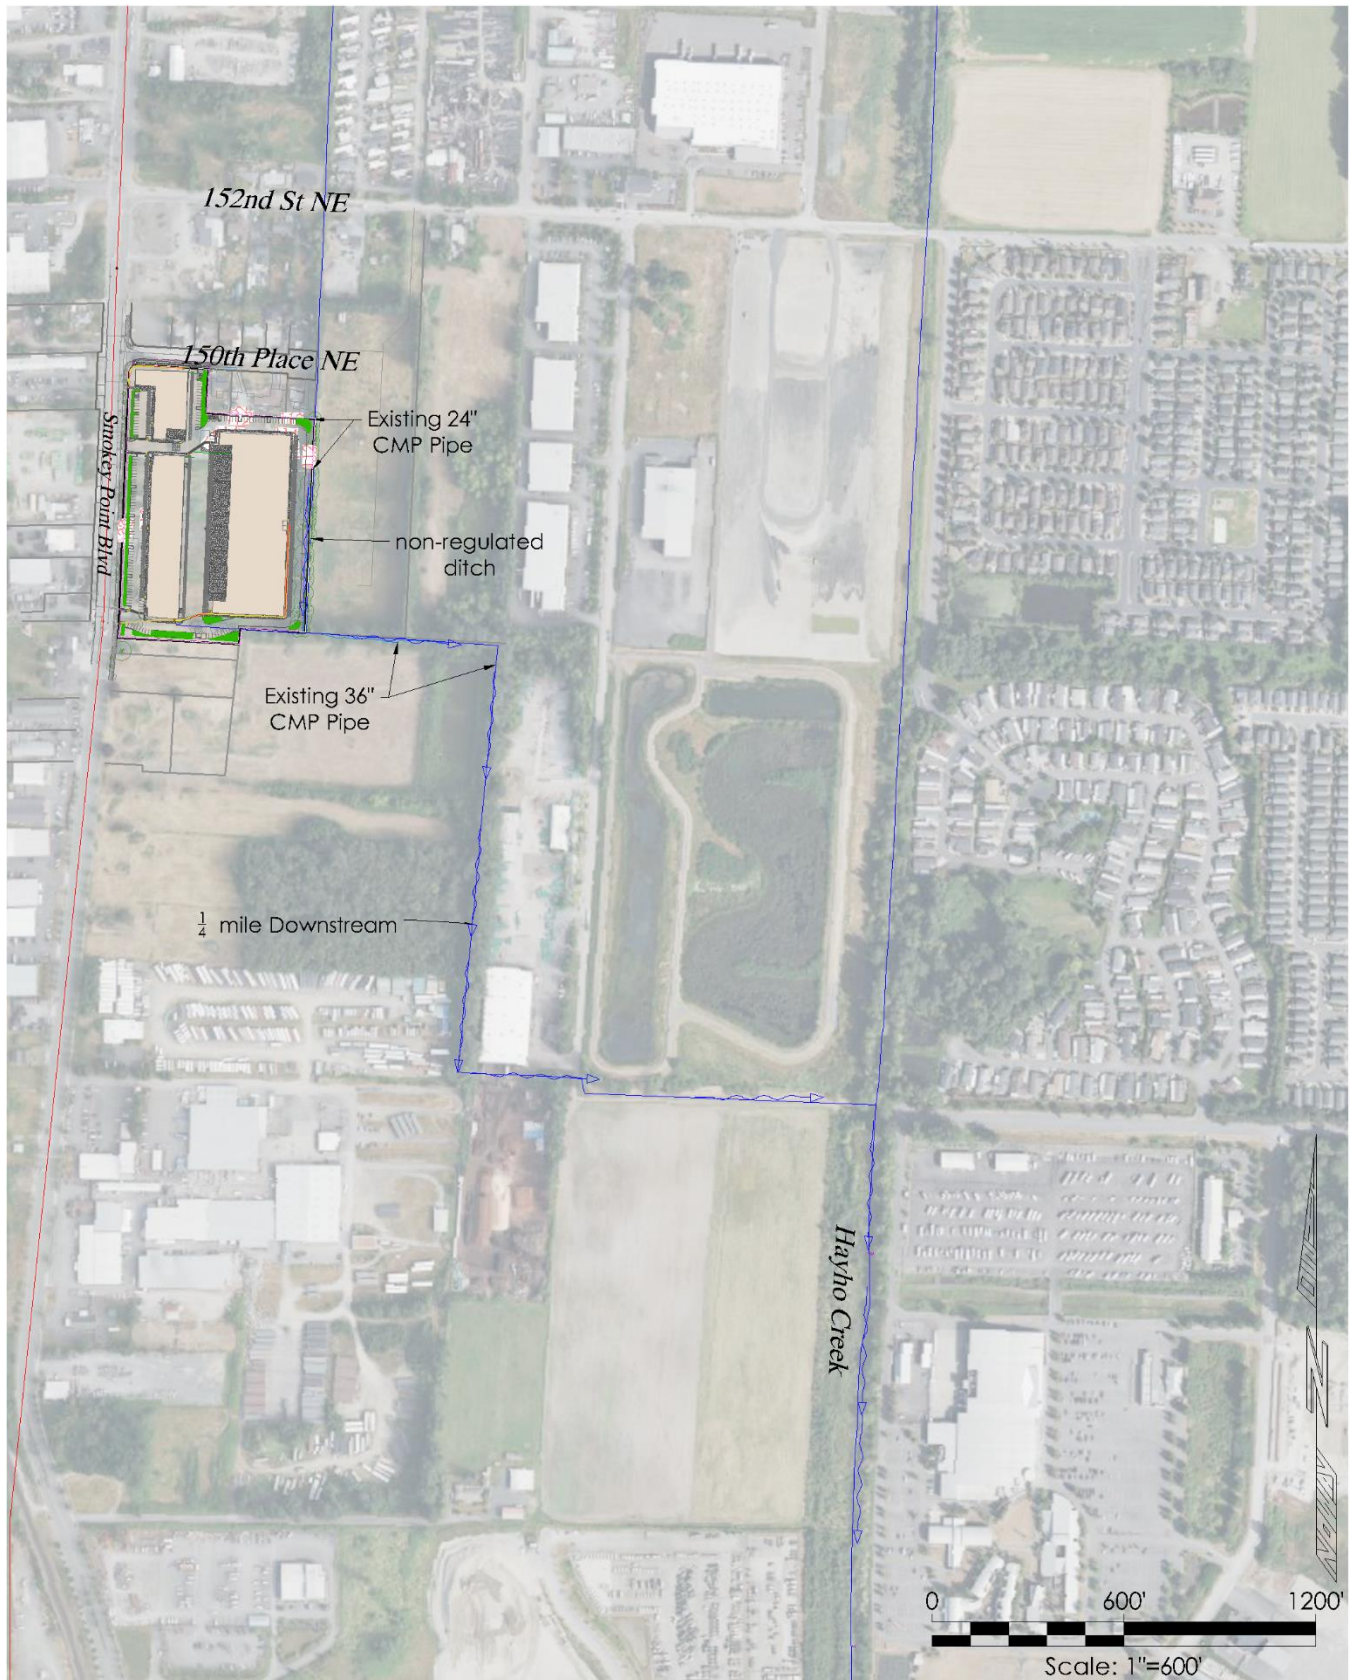 152nd St NE
150th Place NE
Existing 24"
CMP Pipe
Smokey Point Blvd
non-regulated
ditch
Existing 36"
CMP Pipe
1/4 mile Downstream
Hayho Creek
N
0 600' 1200'
Scale: 1"=600'